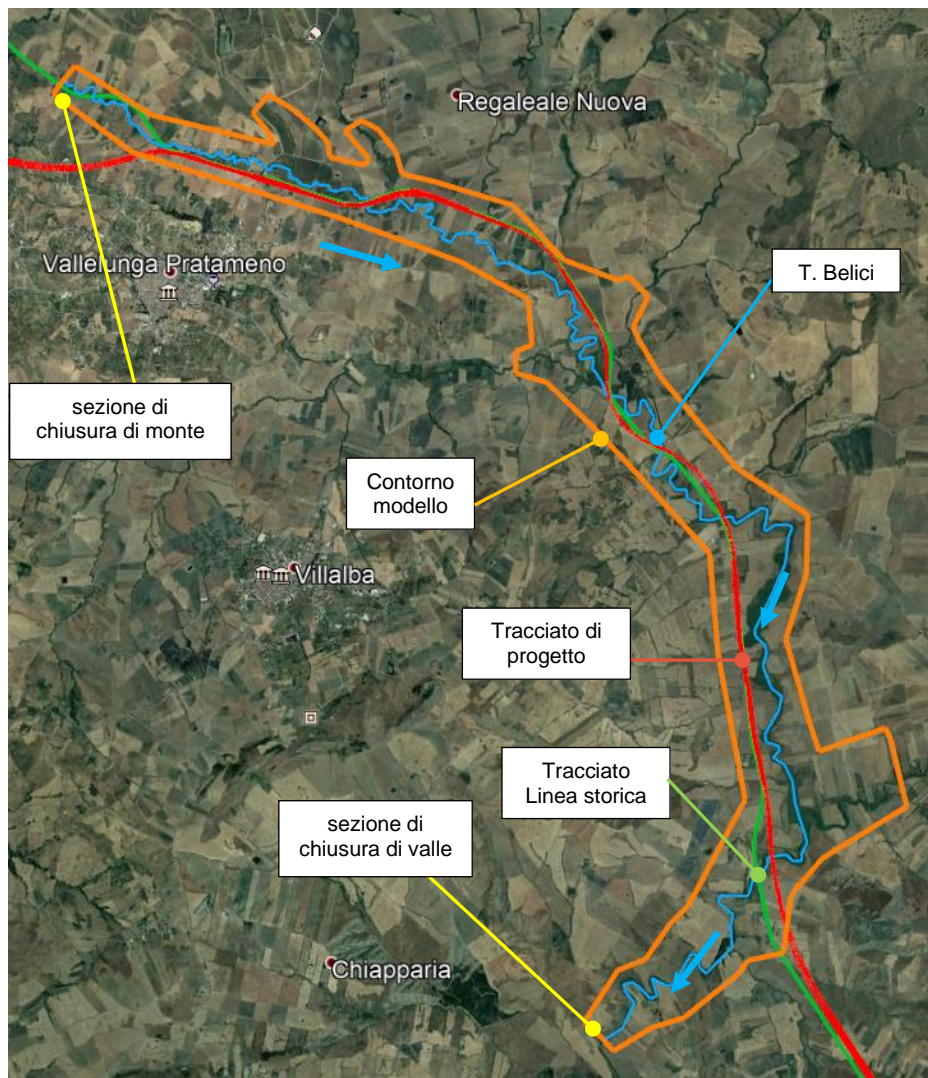 Regaleale Nuova
T. Belici
Vallelunga Pratameno
sezione di
chiusura di monte
Contorno
modello
Villalba
Tracciato di
progetto
Tracciato
Linea storica
sezione di
chiusura di valle
Chiapparia